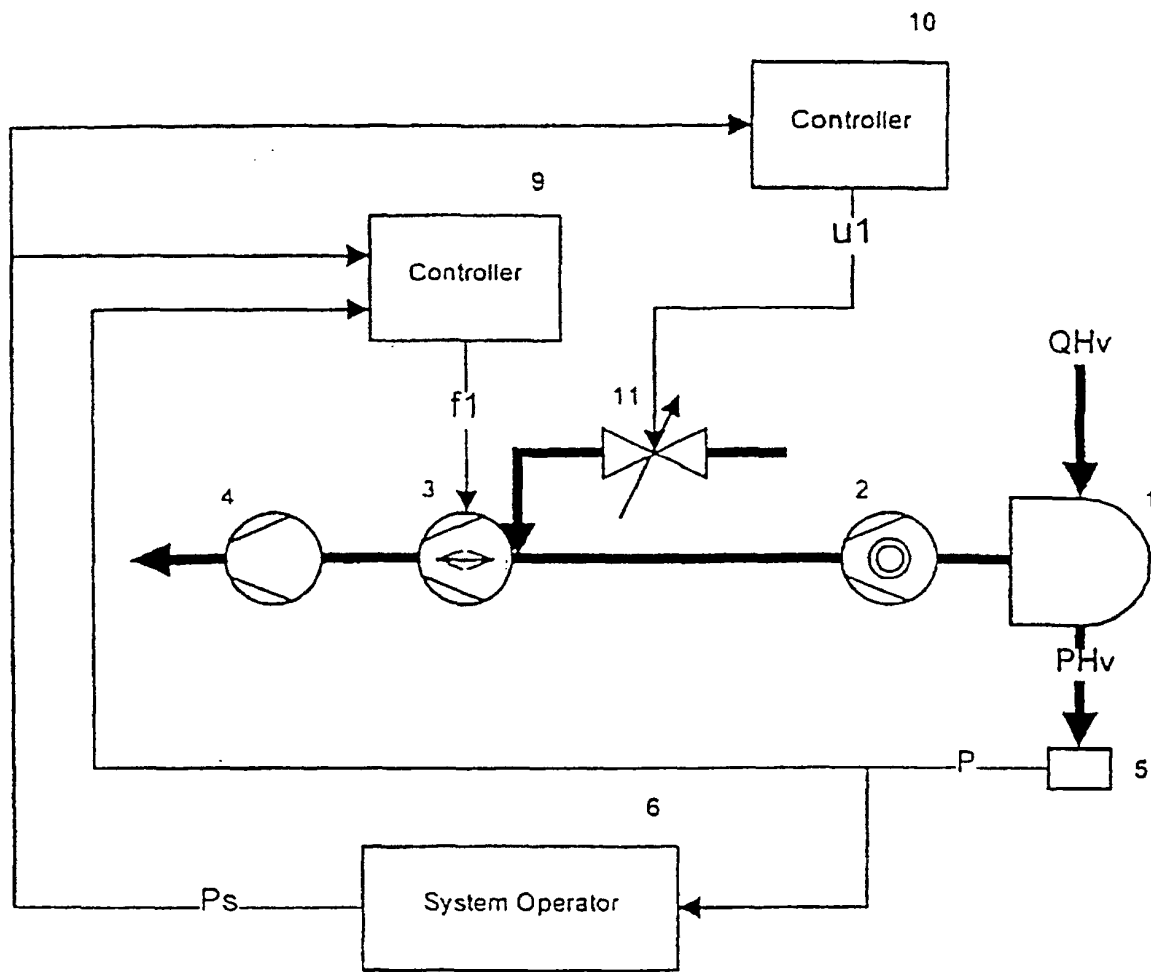 10
Controller
9
u1
Controller
QHv
f1
11
4
3
2
1
PHv
P
5
6
Ps
System Operator